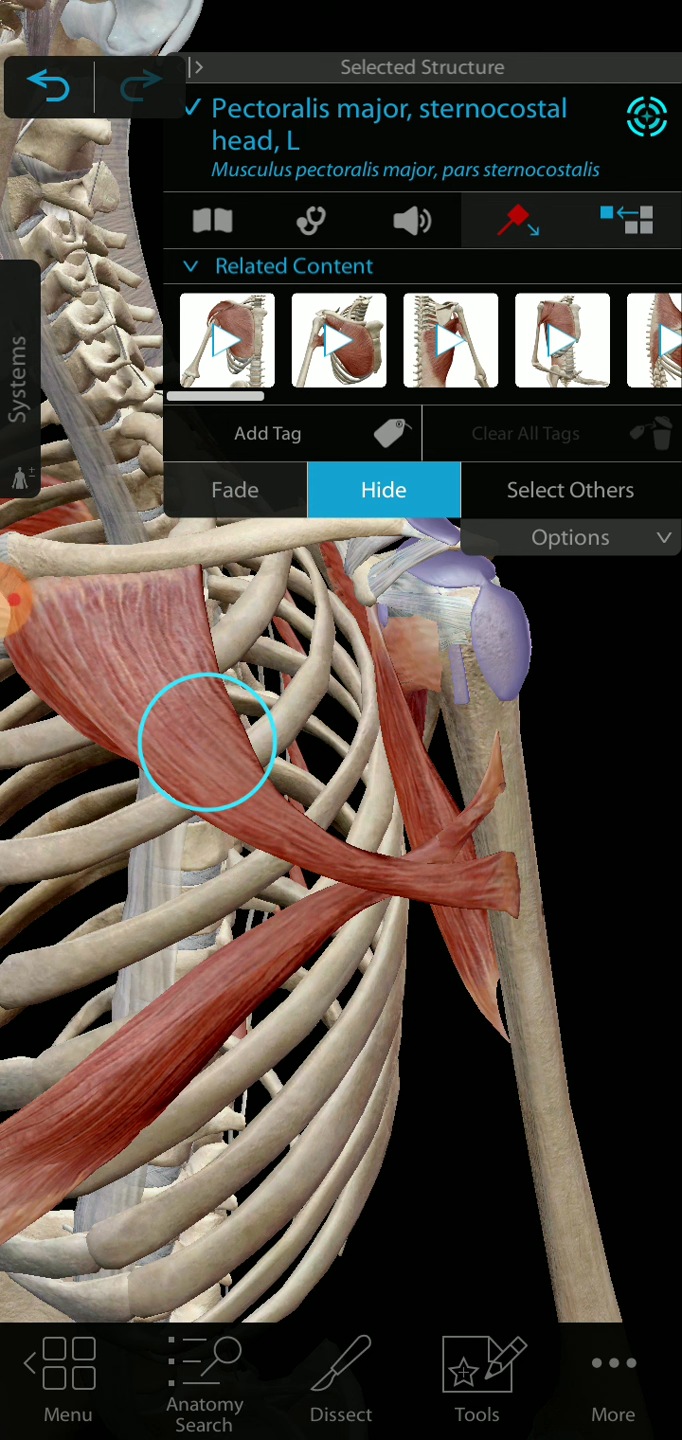 Selected Structure
Pectoralis major, sternocostal
head, L
Musculus pectoralis major, pars sternocostalis
Related Content
Systems
Add Tag
Clear All Tags
Fade
Hide
Select Others
Options
Menu
Anatomy
Search
Dissect
Tools
More